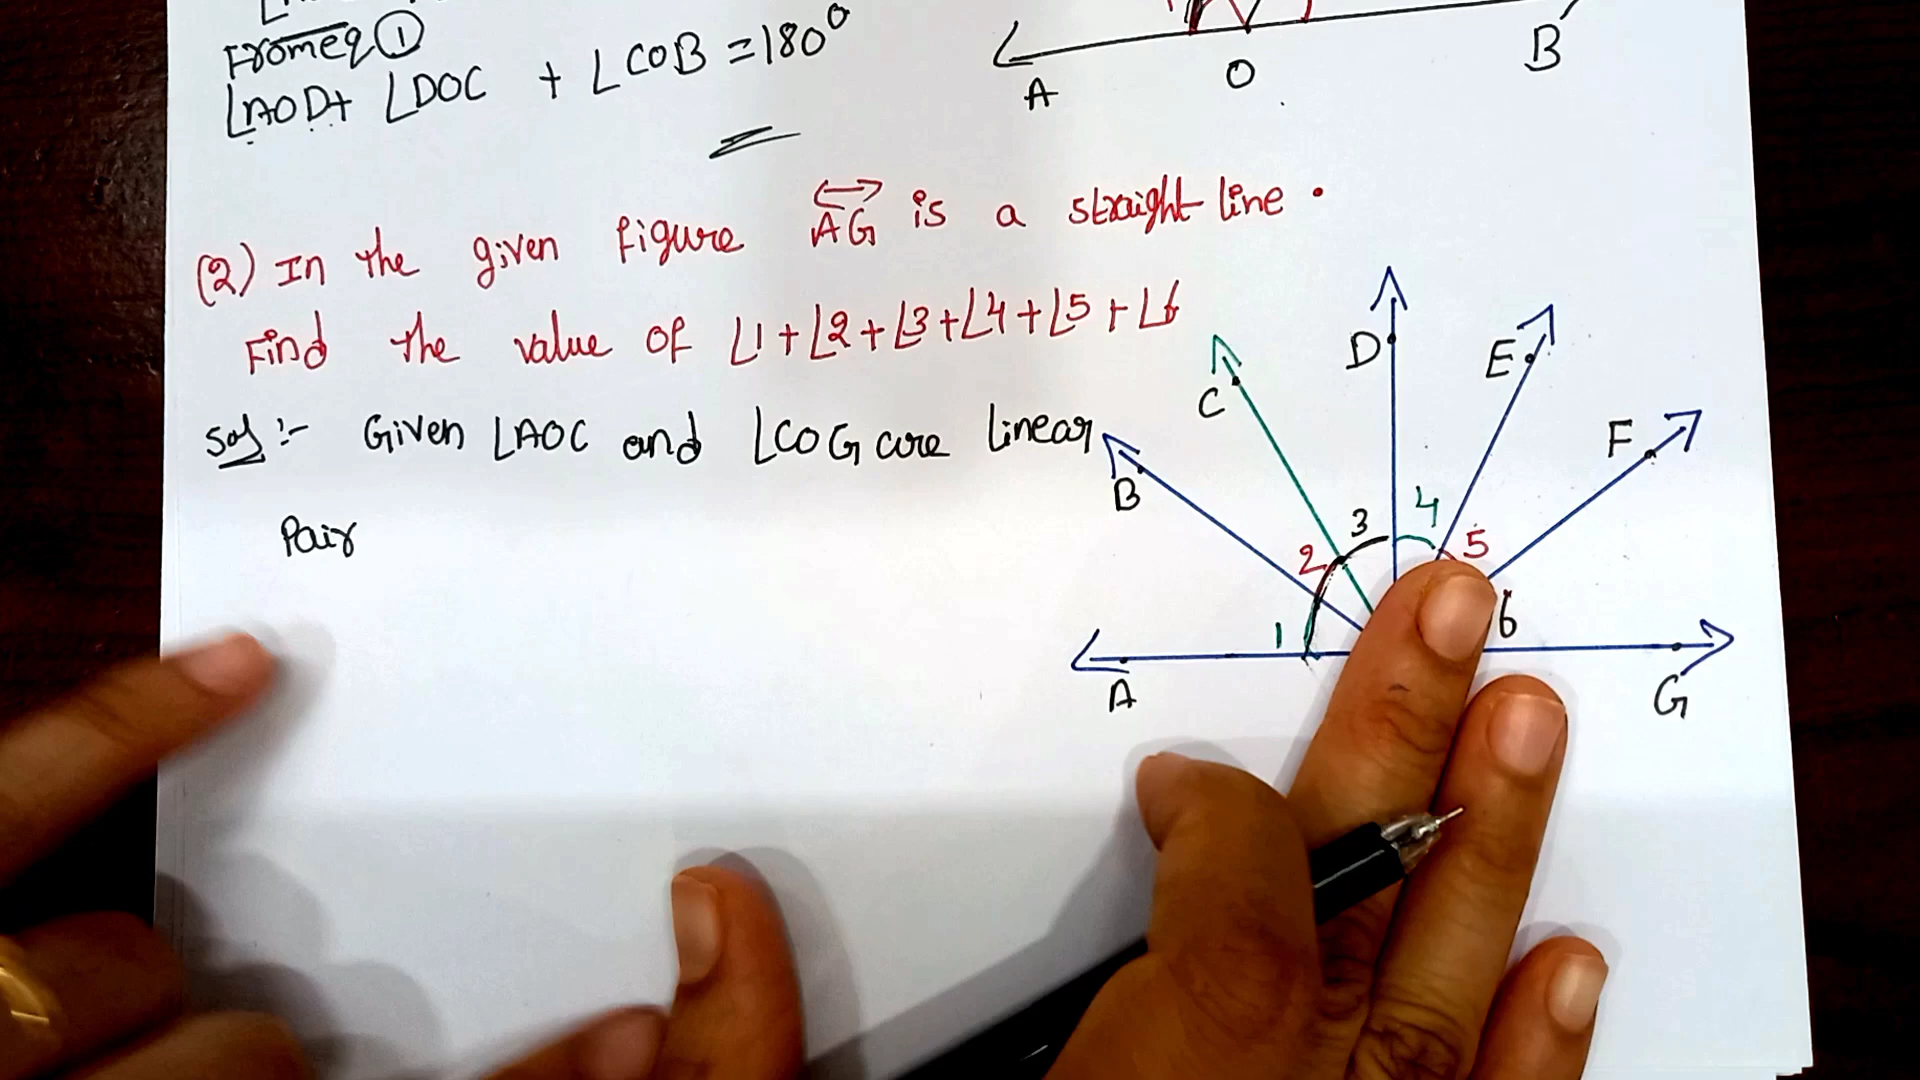 From eq ①
∠AOD+ ∠DOC + ∠COB = 180°
A O B
(2) In the given figure AG is a straight line.
Find the value of ∠1+∠2+∠3+∠4+∠5+∠6
Sol :- Given ∠AOC and ∠COG are linear
Pair
D
E
C
F
B
4
3
5
2
6
1
A
G